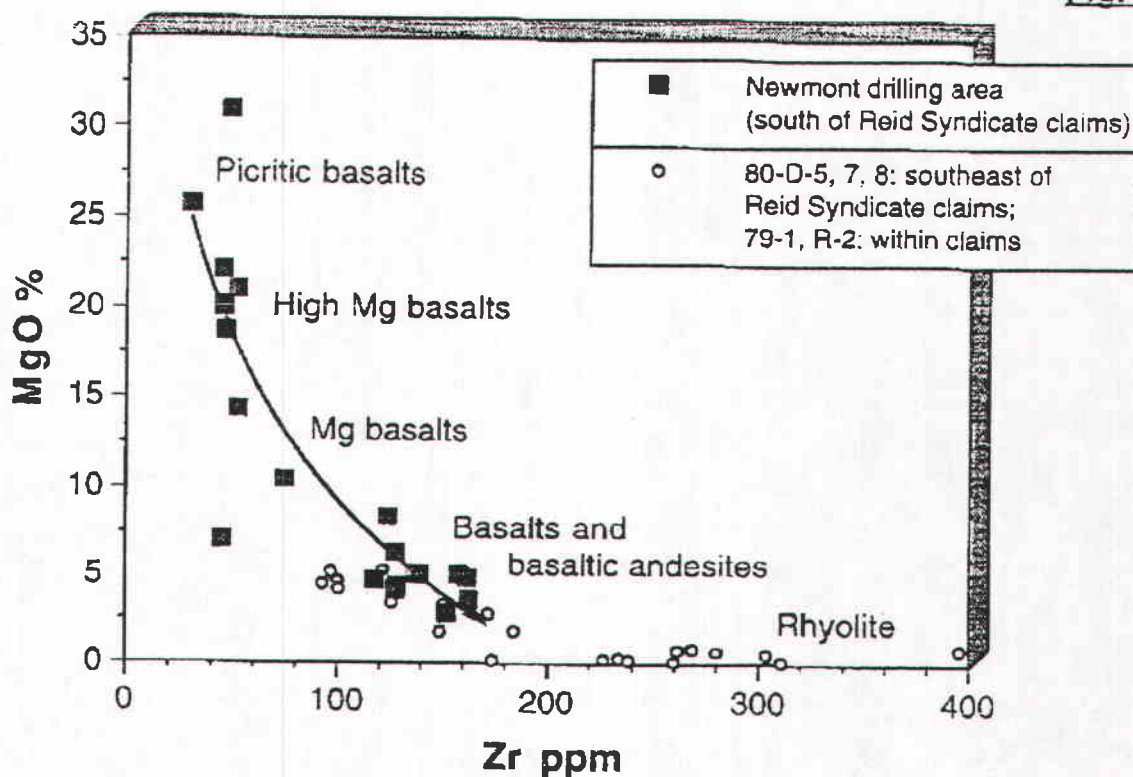 35
30
25
20
15
10
5
0
MgO %
Newmont drilling area
(south of Reid Syndicate claims)
80-D-5, 7, 8: southeast of
Reid Syndicate claims;
79-1, R-2: within claims
Picritic basalts
High Mg basalts
Mg basalts
Basalts and
basaltic andesites
Rhyolite
0
100
200
300
400
Zr ppm